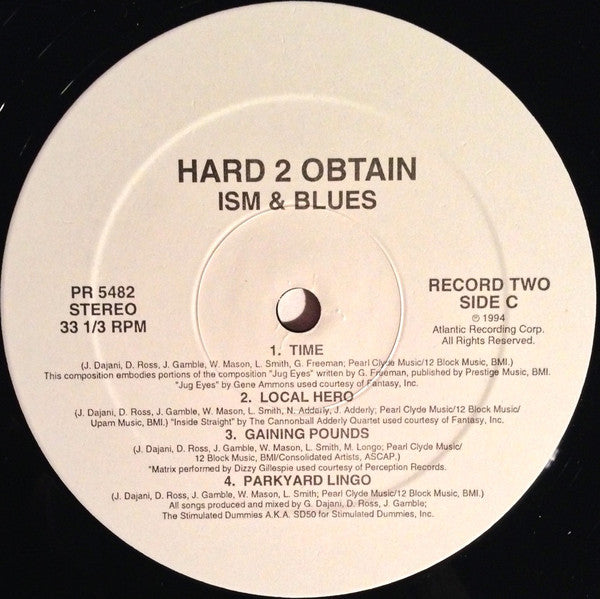 HARD 2 OBTAIN
ISM & BLUES
PR 5482
STEREO
33 1/3 RPM
RECORD TWO
SIDE C
℗ 1994
Atlantic Recording Corp.
All Rights Reserved.
1. TIME
(J. Dajani, D. Ross, J. Gamble, W. Mason, L. Smith, G. Freeman; Pearl Clyde Music/12 Block Music, BMI.)
This composition embodies portions of the composition "Jug Eyes" written by G. Freeman, published by Prestige Music, BMI.
"Jug Eyes" by Gene Ammons used courtesy of Fantasy, Inc.
2. LOCAL HERO
(J. Dajani, D. Ross, J. Gamble, W. Mason, L. Smith, N. Adderly, J. Adderly; Pearl Clyde Music/12 Block Music/
Upam Music, BMI.) "Inside Straight" by The Cannonball Adderly Quartet used courtesy of Fantasy, Inc.
3. GAINING POUNDS
(J. Dajani, D. Ross, J. Gamble, W. Mason, L. Smith, M. Longo; Pearl Clyde Music/
12 Block Music, BMI/Consolidated Artists, ASCAP.)
"Matrix performed by Dizzy Gillespie used courtesy of Perception Records.
4. PARKYARD LINGO
(J. Dajani, D. Ross, J. Gamble, W. Mason, L. Smith; Pearl Clyde Music/12 Block Music, BMI.)
All songs produced and mixed by G. Dajani, D. Ross, J. Gamble;
The Stimulated Dummies A.K.A. SD50 for Stimulated Dummies, Inc.